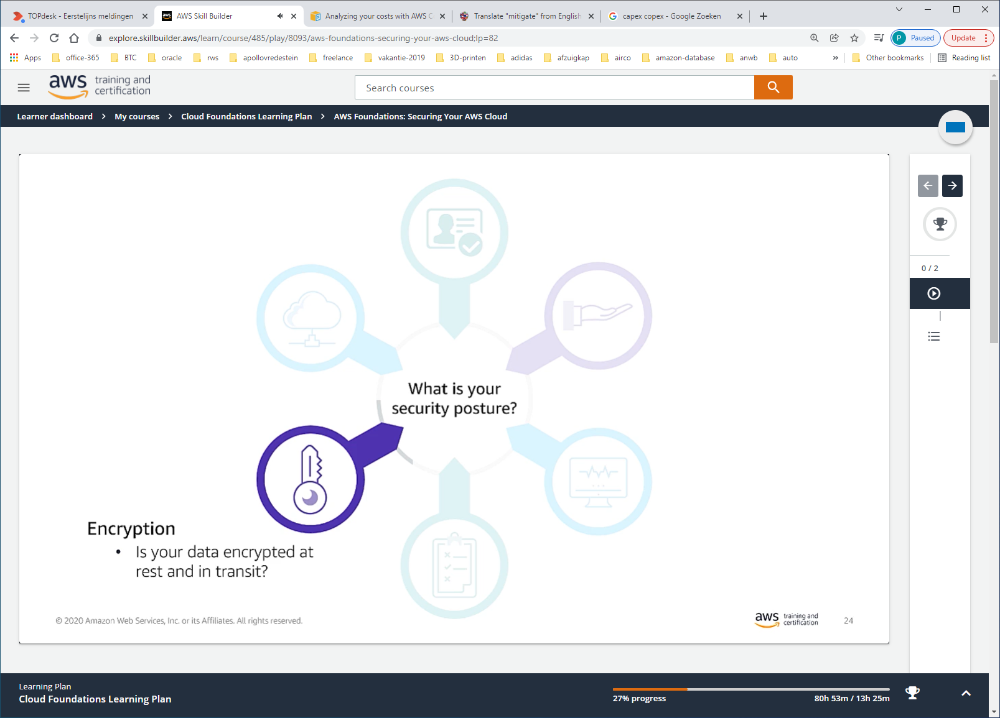 TOPdesk - Eerstelijns meldingen
AWS Skill Builder
Analyzing your costs with AWS C
Translate "mitigate" from English
capex copex - Google Zoeken
explore.skillbuilder.aws/learn/course/485/play/8093/aws-foundations-securing-your-aws-cloud;lp=82
P Paused
Update
Apps office-365 BTC oracle rws apollovredestein freelance vakantie-2019 3D-printen adidas afzuigkap airco amazon-database anwb auto » Other bookmarks Reading list
aws training and certification
Search courses
Learner dashboard > My courses > Cloud Foundations Learning Plan > AWS Foundations: Securing Your AWS Cloud
0 / 2
What is your
security posture?
Encryption
• Is your data encrypted at
rest and in transit?
© 2020 Amazon Web Services, Inc. or its Affiliates. All rights reserved.
aws training and certification
24
Learning Plan
Cloud Foundations Learning Plan
27% progress
80h 53m / 13h 25m